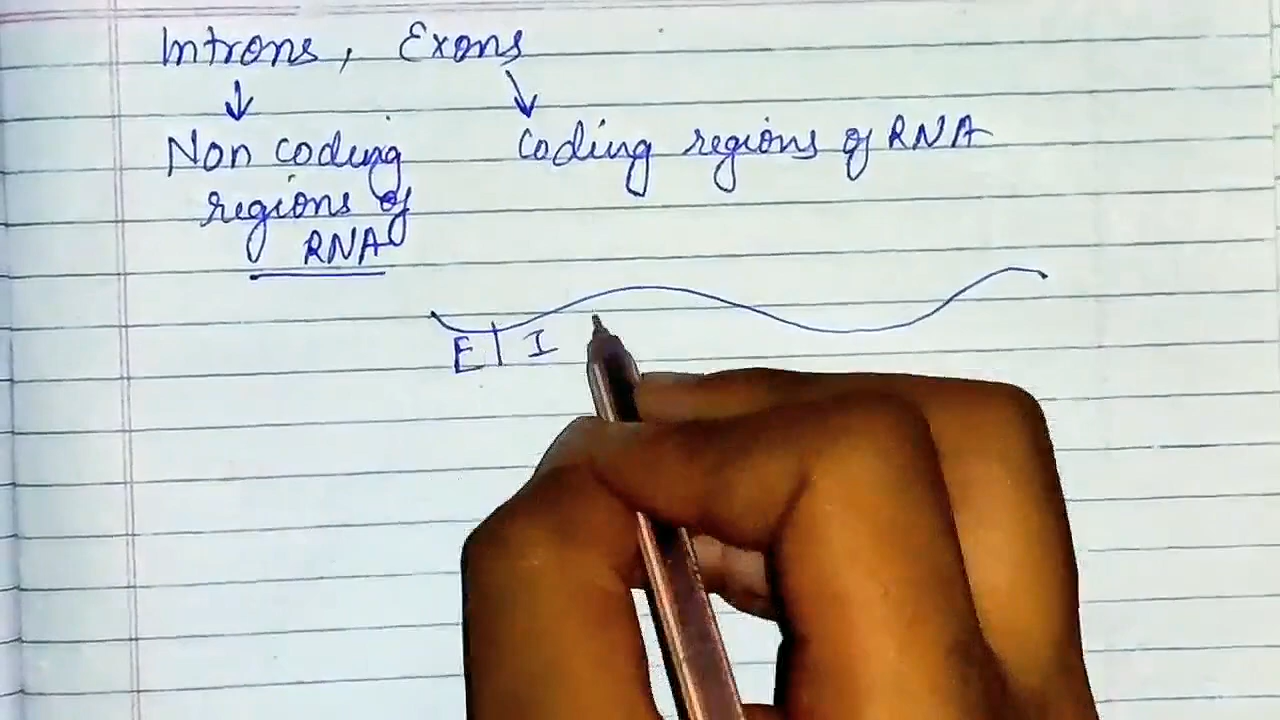 Introns, Exons
Non coding
regions of
RNA
Coding regions of RNA
E | I